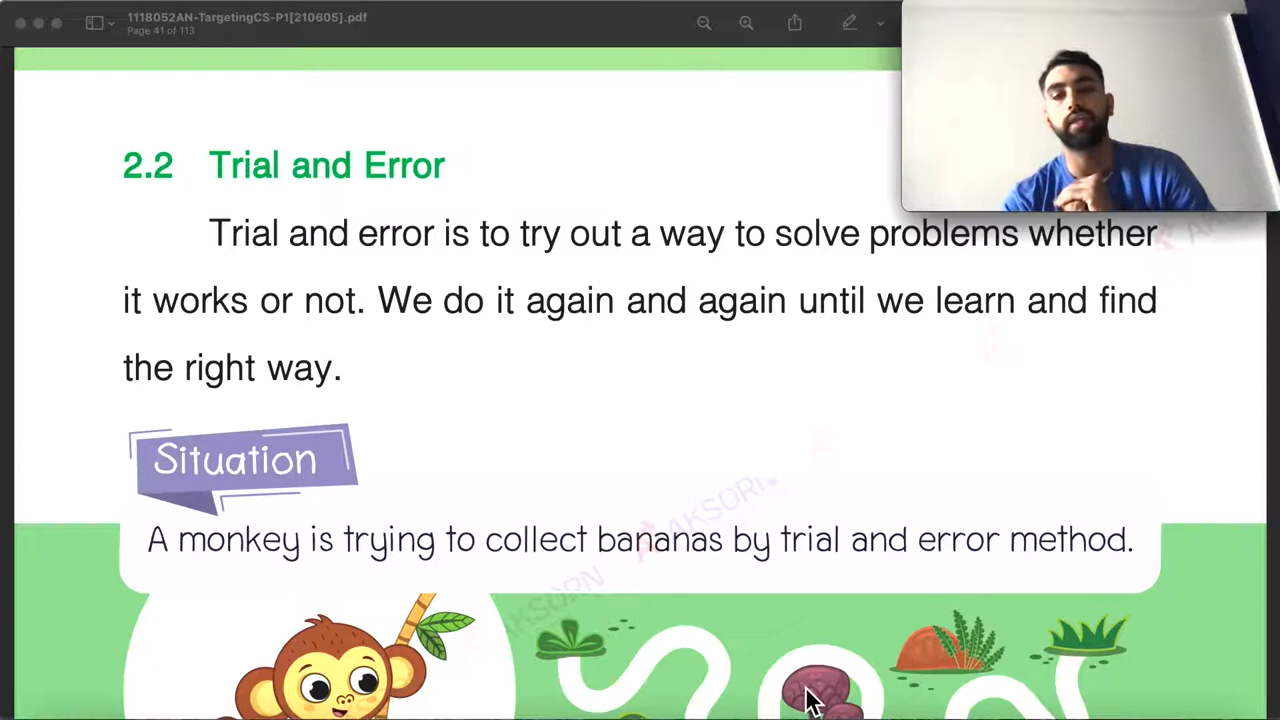 1118052AN-TargetingCS-P1[210605].pdf
Page 41 of 113
2.2 Trial and Error
Trial and error is to try out a way to solve problems whether
it works or not. We do it again and again until we learn and find
the right way.
Situation
A monkey is trying to collect bananas by trial and error method.
AKSORN
AKSORN